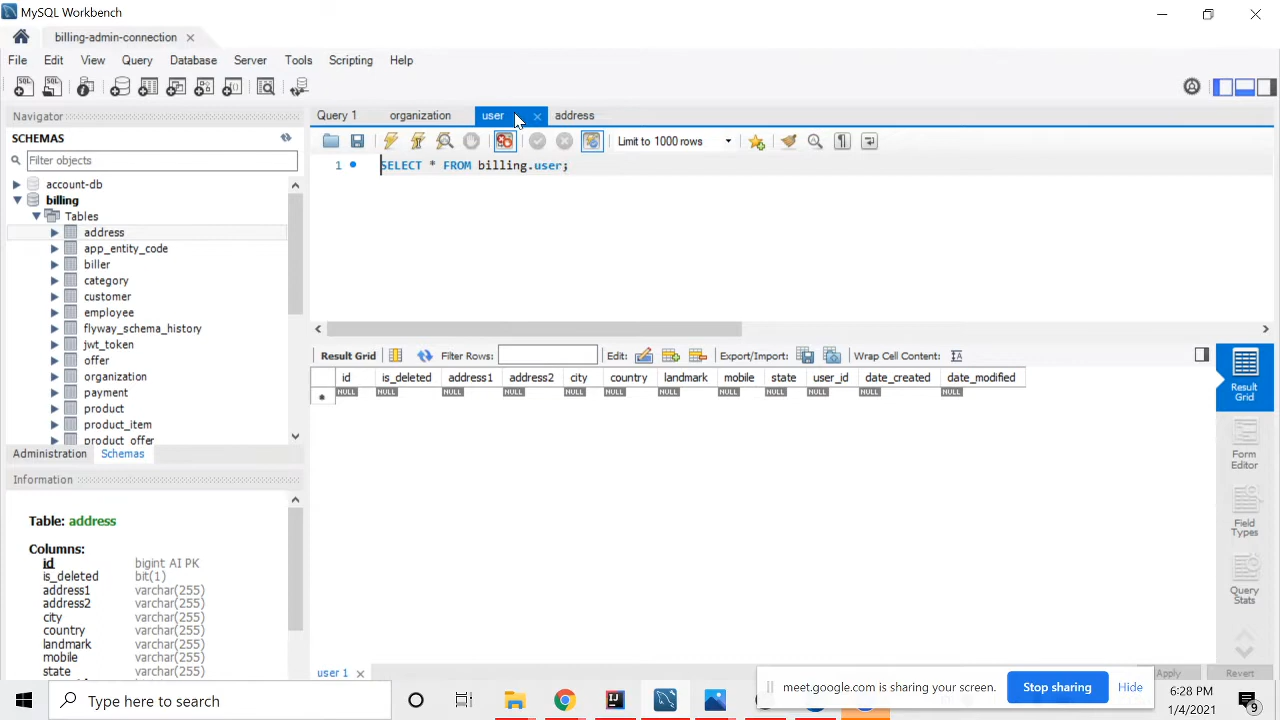 MySQL Workbench
billing-admin-connection
File Edit View Query Database Server Tools Scripting Help
Navigator
SCHEMAS
Filter objects
account-db
billing
Tables
address
app_entity_code
biller
category
customer
employee
flyway_schema_history
jwt_token
offer
organization
payment
product
product_item
product_offer
Administration Schemas
Information
Table: address
Columns:
id bigint AI PK
is_deleted bit(1)
address1 varchar(255)
address2 varchar(255)
city varchar(255)
country varchar(255)
landmark varchar(255)
mobile varchar(255)
state varchar(255)
Query 1 organization user address
Limit to 1000 rows
1 SELECT * FROM billing.user;
Result Grid Filter Rows: Edit: Export/Import: Wrap Cell Content:
id is_deleted address1 address2 city country landmark mobile state user_id date_created date_modified
NULL NULL NULL NULL NULL NULL NULL NULL NULL NULL NULL NULL
Result
Grid
Form
Editor
Field
Types
Query
Stats
user 1
Apply Revert
meet.google.com is sharing your screen. Stop sharing Hide
Type here to search
6:28 PM
1/4/2021
9